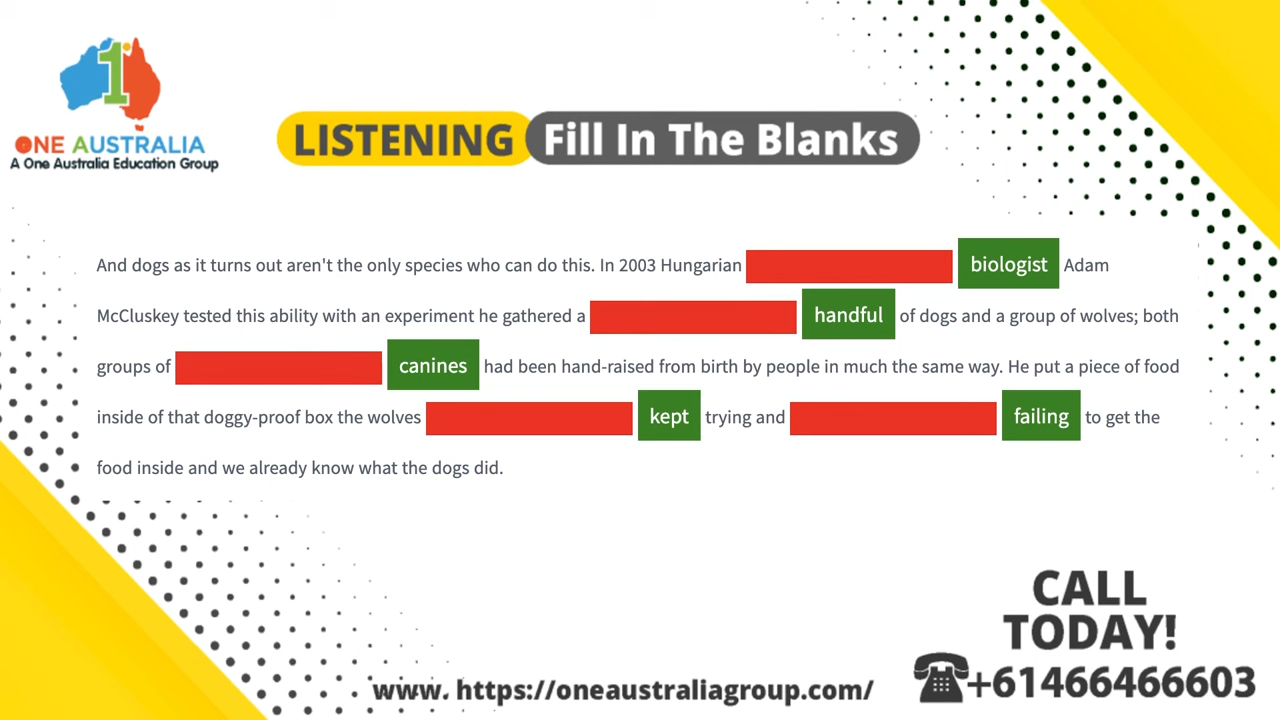 1
ONE AUSTRALIA
A One Australia Education Group
LISTENING Fill In The Blanks
And dogs as it turns out aren't the only species who can do this. In 2003 Hungarian biologist Adam
McCluskey tested this ability with an experiment he gathered a handful of dogs and a group of wolves; both
groups of canines had been hand-raised from birth by people in much the same way. He put a piece of food
inside of that doggy-proof box the wolves kept trying and failing to get the
food inside and we already know what the dogs did.
CALL
TODAY!
+61466466603
www. https://oneaustraliagroup.com/